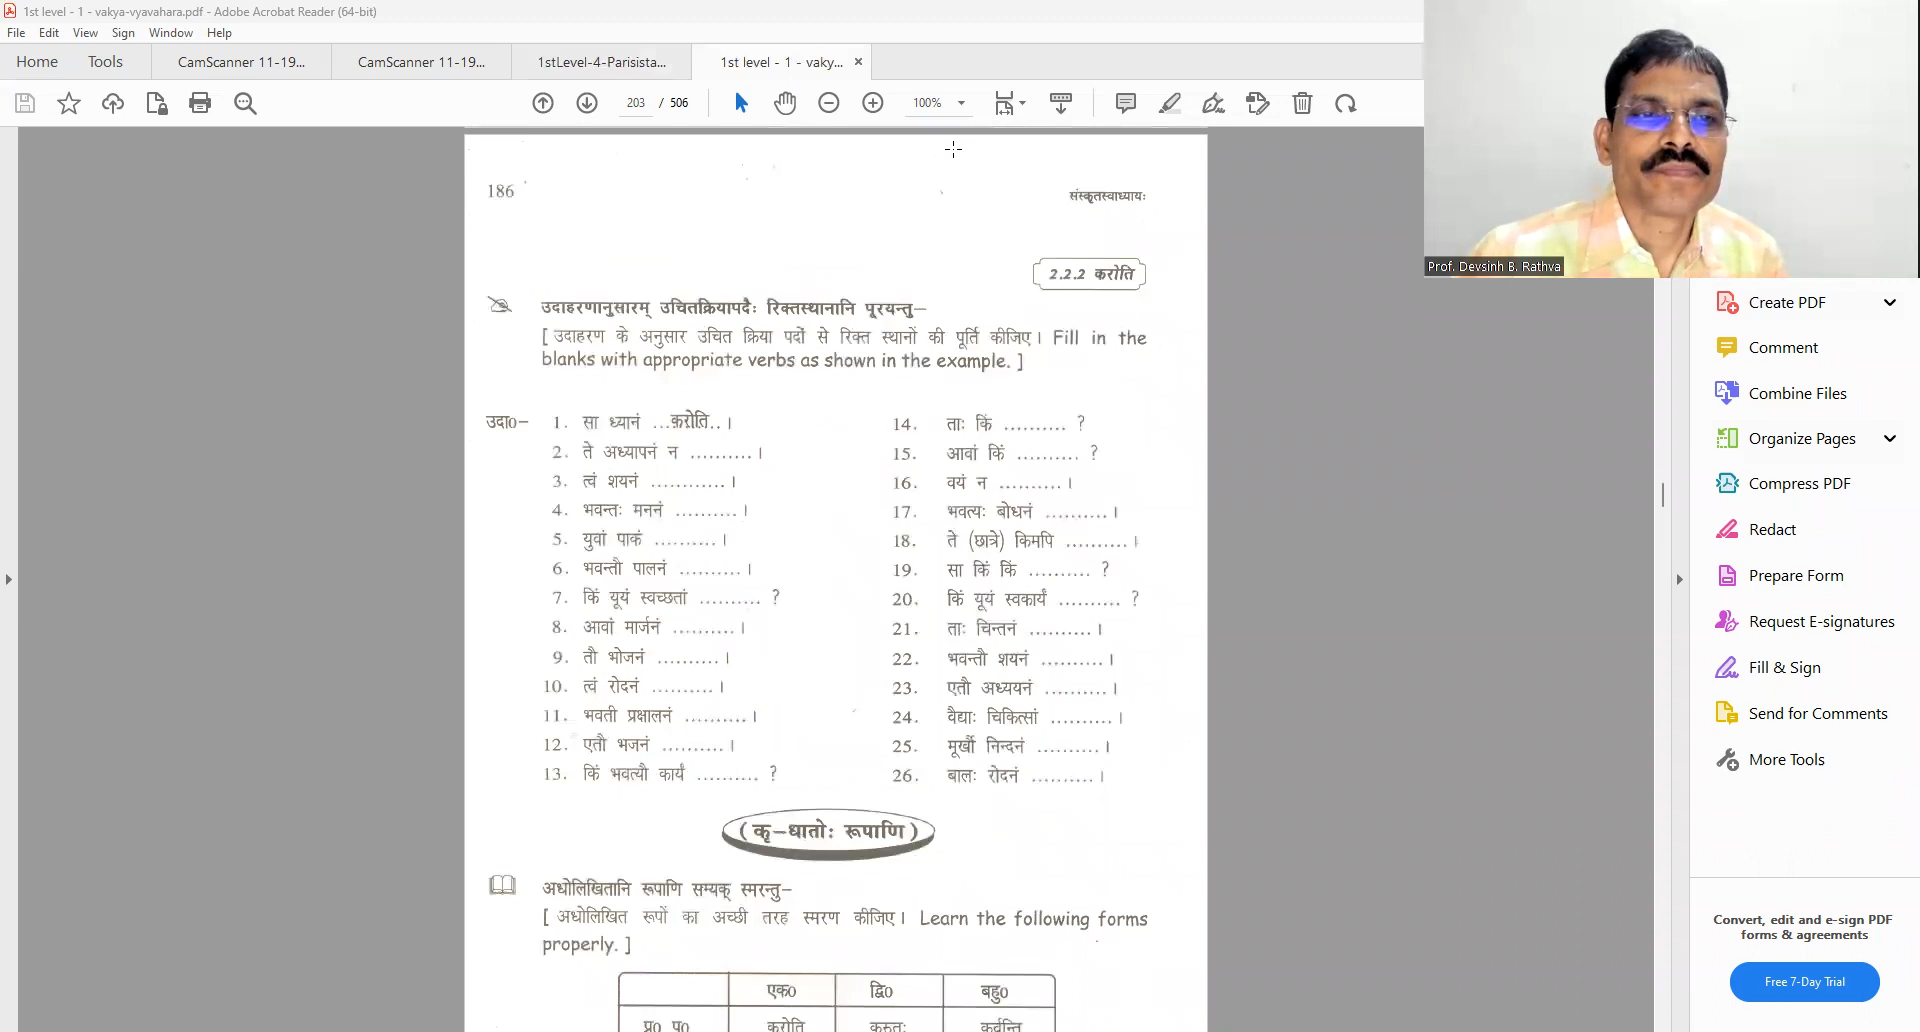 1st level - 1 - vakya-vyavahara.pdf - Adobe Acrobat Reader (64-bit)
File Edit View Sign Window Help
Home Tools CamScanner 11-19... CamScanner 11-19... 1stLevel-4-Parisista... 1st level - 1 - vaky... ×
203 / 506 100%
Prof. Devsinh B. Rathva
186 संस्कृतस्वाध्यायः
2.2.2 करोति
उदाहरणानुसारम् उचितक्रियापदैः रिक्तस्थानानि पूरयन्तु—
[ उदाहरण के अनुसार उचित क्रिया पदों से रिक्त स्थानों की पूर्ति कीजिए। Fill in the
blanks with appropriate verbs as shown in the example. ]
उदा०— 1. सा ध्यानं ...करोति.. ।
2. ते अध्यापनं न .......... ।
3. त्वं शयनं ............ ।
4. भवन्तः मननं .......... ।
5. युवां पाकं .......... ।
6. भवन्तौ पालनं .......... ।
7. किं यूयं स्वच्छतां .......... ?
8. आवां मार्जनं .......... ।
9. तौ भोजनं .......... ।
10. त्वं रोदनं .......... ।
11. भवती प्रक्षालनं .......... ।
12. एतौ भजनं .......... ।
13. किं भवत्यौ कार्यं .......... ?
14. ताः किं .......... ?
15. आवां किं .......... ?
16. वयं न .......... ।
17. भवत्यः बोधनं .......... ।
18. ते (छात्रे) किमपि .......... ।
19. सा किं किं .......... ?
20. किं यूयं स्वकार्यं .......... ?
21. ताः चिन्तनं .......... ।
22. भवन्तौ शयनं .......... ।
23. एतौ अध्ययनं .......... ।
24. वैद्याः चिकित्सां .......... ।
25. मूर्खौ निन्दनं .......... ।
26. बालः रोदनं .......... ।
(कृ-धातोः रूपाणि)
अधोलिखितानि रूपाणि सम्यक् स्मरन्तु—
[ अधोलिखित रूपों का अच्छी तरह स्मरण कीजिए। Learn the following forms
properly. ]
एक० द्वि० बहु०
प्र० पु० करोति कुरुतः कुर्वन्ति
Create PDF
Comment
Combine Files
Organize Pages
Compress PDF
Redact
Prepare Form
Request E-signatures
Fill & Sign
Send for Comments
More Tools
Convert, edit and e-sign PDF
forms & agreements
Free 7-Day Trial